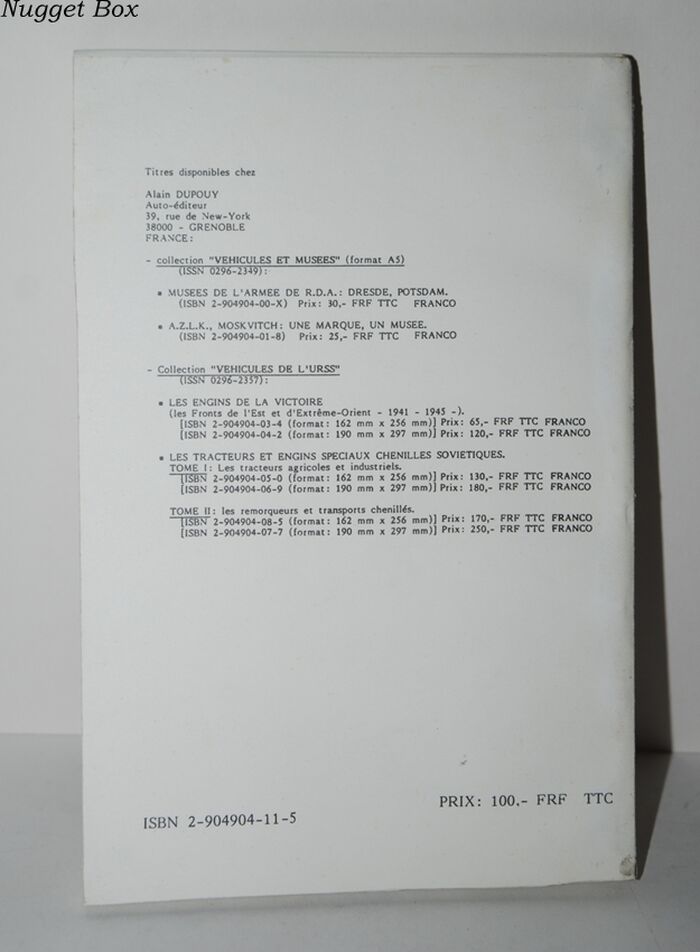 Nugget Box
Titres disponibles chez
Alain DUPOUY
Auto-éditeur
39, rue de New-York
38000 - GRENOBLE
FRANCE:
- collection "VEHICULES ET MUSEES" (format A5)
(ISSN 0296-2349):
▪ MUSEES DE L'ARMEE DE R.D.A.: DRESDE, POTSDAM.
(ISBN 2-904904-00-X) Prix: 30,- FRF TTC FRANCO
▪ A.Z.L.K., MOSKVITCH: UNE MARQUE, UN MUSEE.
(ISBN 2-904904-01-8) Prix: 25,- FRF TTC FRANCO
- Collection "VEHICULES DE L'URSS"
(ISSN 0296-2357):
▪ LES ENGINS DE LA VICTOIRE
(les Fronts de l'Est et d'Extrême-Orient - 1941 - 1945 -).
[ISBN 2-904904-03-4 (format: 162 mm x 256 mm)] Prix: 65,- FRF TTC FRANCO
[ISBN 2-904904-04-2 (format: 190 mm x 297 mm)] Prix: 120,- FRF TTC FRANCO
▪ LES TRACTEURS ET ENGINS SPECIAUX CHENILLES SOVIETIQUES.
TOME I: Les tracteurs agricoles et industriels.
[ISBN 2-904904-05-0 (format: 162 mm x 256 mm)] Prix: 130,- FRF TTC FRANCO
[ISBN 2-904904-06-9 (format: 190 mm x 297 mm)] Prix: 180,- FRF TTC FRANCO
TOME II: les remorqueurs et transports chenillés.
[ISBN 2-904904-08-5 (format: 162 mm x 256 mm)] Prix: 170,- FRF TTC FRANCO
[ISBN 2-904904-07-7 (format: 190 mm x 297 mm)] Prix: 250,- FRF TTC FRANCO
PRIX: 100.- FRF TTC
ISBN 2-904904-11-5